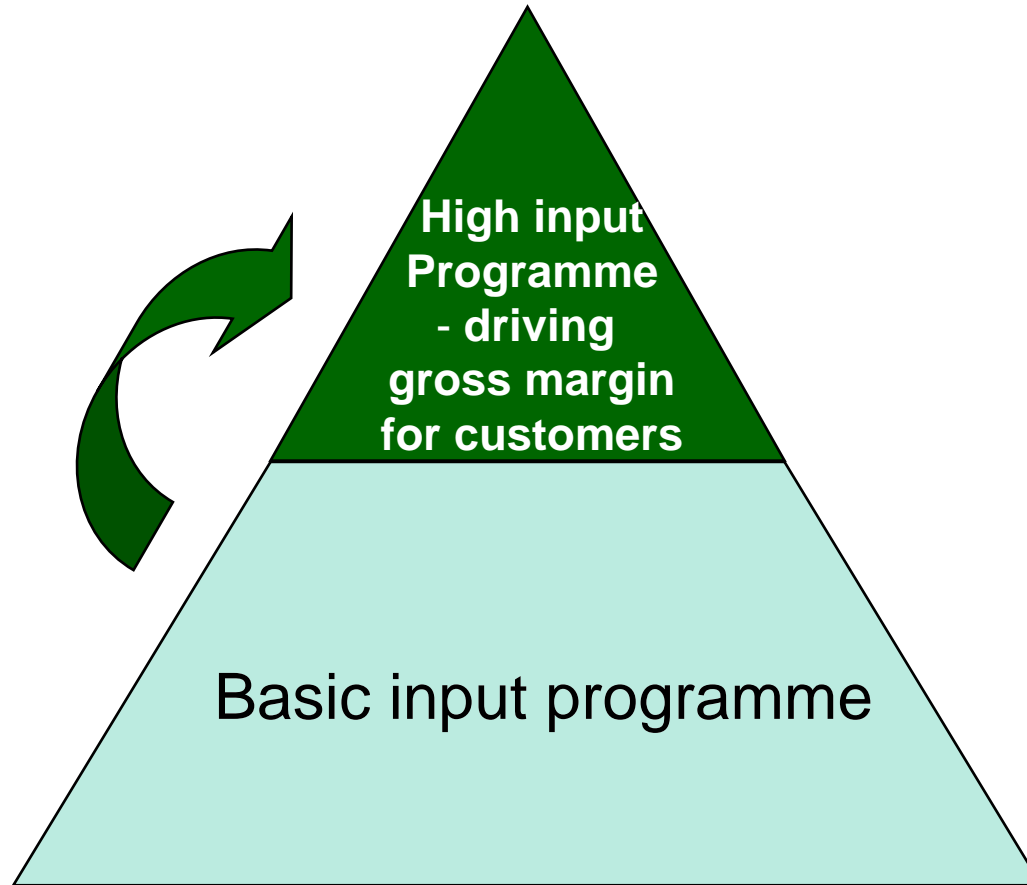 High input
Programme
- driving
gross margin
for customers
Basic input programme